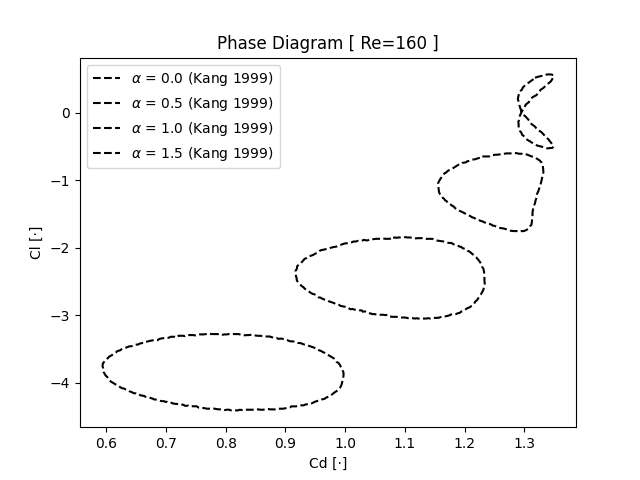 Phase Diagram [ Re=160 ]
α = 0.0 (Kang 1999)
α = 0.5 (Kang 1999)
α = 1.0 (Kang 1999)
α = 1.5 (Kang 1999)
0
−1
−2
−3
−4
Cl [·]
0.6 0.7 0.8 0.9 1.0 1.1 1.2 1.3
Cd [·]